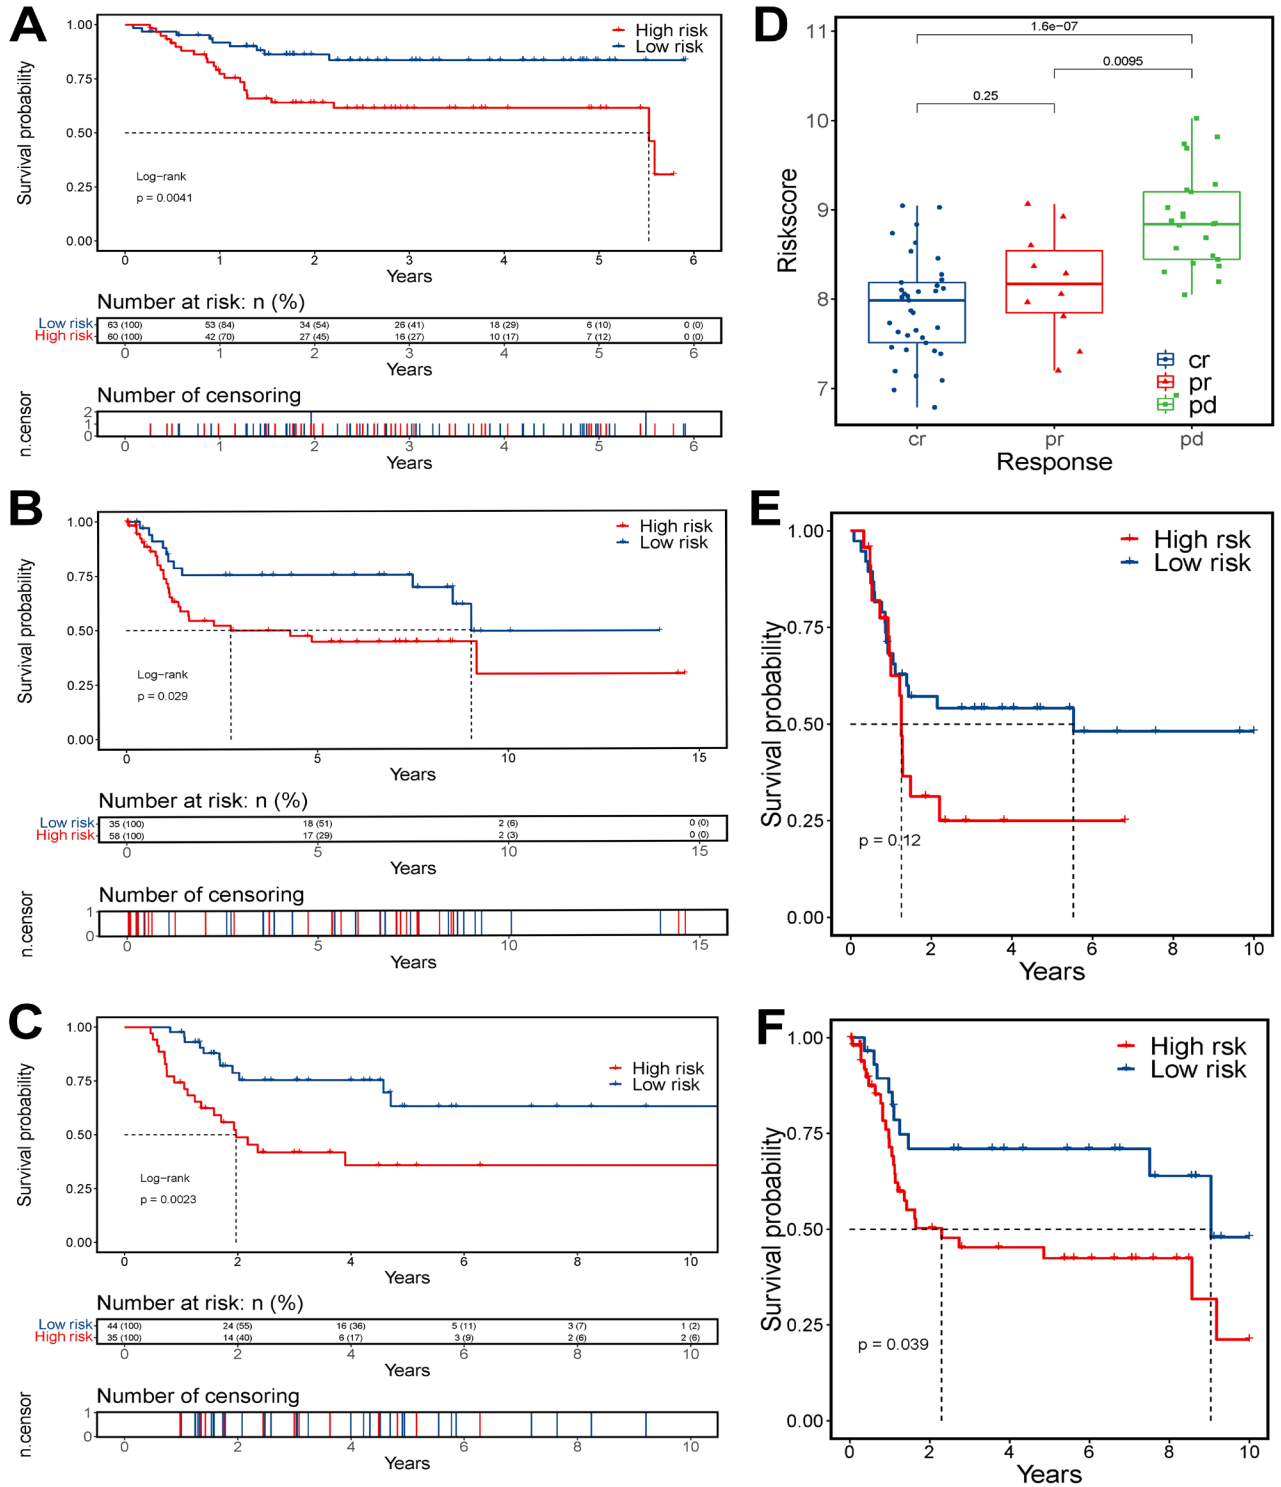 A
Survival probability
1.00
0.75
0.50
0.25
0.00
High risk
Low risk
Log-rank
p = 0.0041
0 1 2 3 4 5 6
Years
Number at risk: n (%)
Low risk 63 (100) 53 (84) 34 (54) 26 (41) 18 (29) 6 (10) 0 (0)
High risk 60 (100) 42 (70) 27 (45) 16 (27) 10 (17) 7 (12) 0 (0)
0 1 2 3 4 5 6
Years
Number of censoring
n.censor
2
1
0
0 1 2 3 4 5 6
Years
D
Riskscore
11
10
9
8
7
1.6e-07
0.0095
0.25
cr
pr
pd
cr pr pd
Response
B
Survival probability
1.00
0.75
0.50
0.25
0.00
High risk
Low risk
Log-rank
p = 0.029
0 5 10 15
Years
Number at risk: n (%)
Low risk 35 (100) 18 (51) 2 (6) 0 (0)
High risk 58 (100) 17 (29) 2 (3) 0 (0)
0 5 10 15
Years
Number of censoring
n.censor
1
0
0 5 10 15
Years
E
Survival probability
1.00
0.75
0.50
0.25
0.00
High rsk
Low risk
p = 0.12
0 2 4 6 8 10
Years
C
Survival probability
1.00
0.75
0.50
0.25
0.00
High risk
Low risk
Log-rank
p = 0.0023
0 2 4 6 8 10
Years
Number at risk: n (%)
Low risk 44 (100) 24 (55) 16 (36) 5 (11) 3 (7) 1 (2)
High risk 35 (100) 14 (40) 6 (17) 3 (9) 2 (6) 2 (6)
0 2 4 6 8 10
Years
Number of censoring
n.censor
1
0
0 2 4 6 8 10
Years
F
Survival probability
1.00
0.75
0.50
0.25
0.00
High rsk
Low risk
p = 0.039
0 2 4 6 8 10
Years